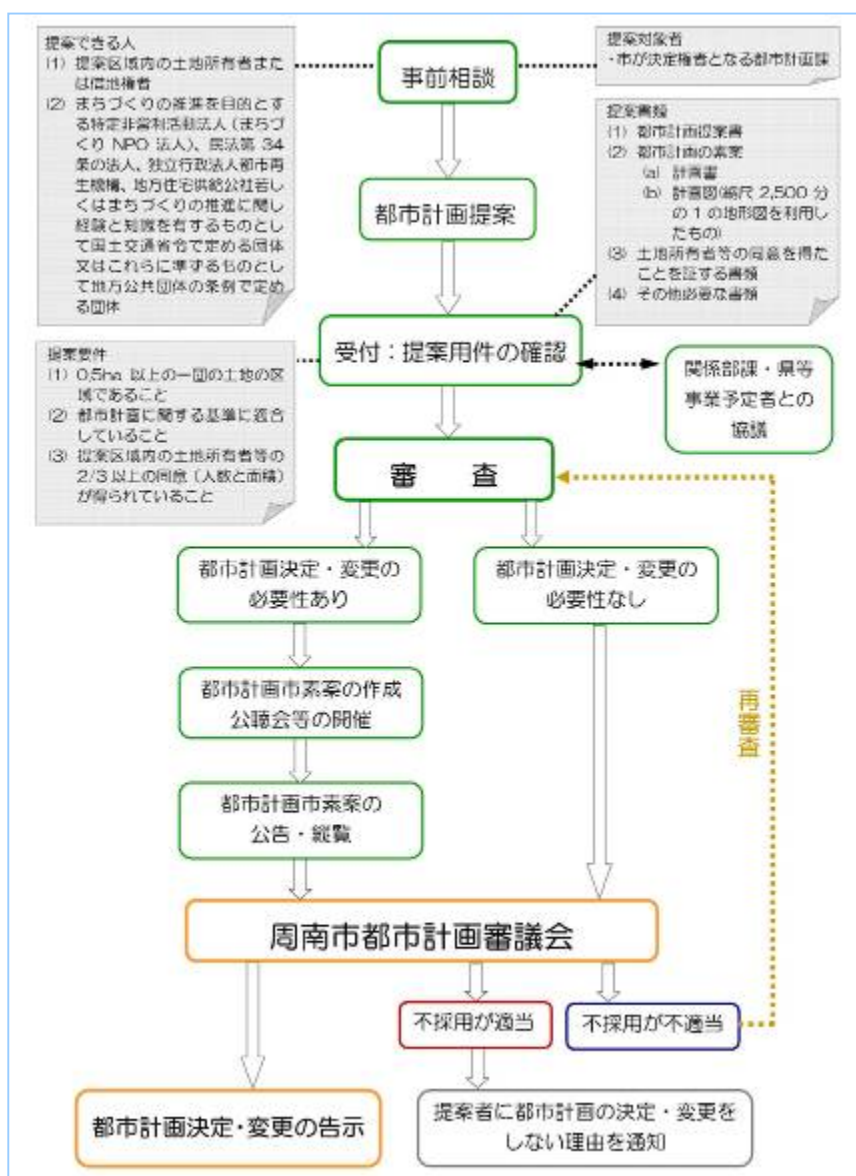 提案できる人
(1) 提案区域内の土地所有者また
は借地権者
(2) まちづくりの推進を目的とす
る特定非営利活動法人(まちづ
くり NPO 法人)、民法第 34
条の法人、独立行政法人都市再
生機構、地方住宅供給公社若し
くはまちづくりの推進に関し
経験と知識を有するものとし
て国土交通省令で定める団体
又はこれらに準ずるものとし
て地方公共団体の条例で定め
る団体
事前相談
提案対象者
・市が決定権者となる都市計画課
提案書類
(1) 都市計画提案書
(2) 都市計画の素案
(a) 計画書
(b) 計画図(縮尺 2,500 分
の 1 の地形図を利用し
たもの)
(3) 土地所有者等の同意を得た
ことを証する書類
(4) その他必要な書類
都市計画提案
受付:提案用件の確認
提案要件
(1) 0.5ha 以上の一団の土地の区
域であること
(2) 都市計画に関する基準に適合
していること
(3) 提案区域内の土地所有者等の
2/3 以上の同意(人数と面積)
が得られていること
関係部課・県等
事業予定者との
協議
審 査
都市計画決定・変更の
必要性あり
都市計画決定・変更の
必要性なし
都市計画市素案の作成
公聴会等の開催
再審査
都市計画市素案の
公告・縦覧
周南市都市計画審議会
不採用が適当
不採用が不適当
都市計画決定・変更の告示
提案者に都市計画の決定・変更を
しない理由を通知